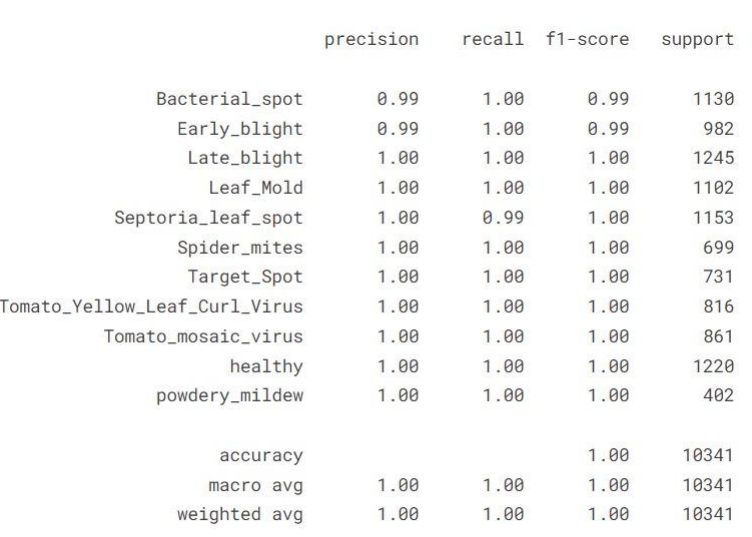 precision recall f1-score support
Bacterial_spot 0.99 1.00 0.99 1130
Early_blight 0.99 1.00 0.99 982
Late_blight 1.00 1.00 1.00 1245
Leaf_Mold 1.00 1.00 1.00 1102
Septoria_leaf_spot 1.00 0.99 1.00 1153
Spider_mites 1.00 1.00 1.00 699
Target_Spot 1.00 1.00 1.00 731
Tomato_Yellow_Leaf_Curl_Virus 1.00 1.00 1.00 816
Tomato_mosaic_virus 1.00 1.00 1.00 861
healthy 1.00 1.00 1.00 1220
powdery_mildew 1.00 1.00 1.00 402
accuracy 1.00 10341
macro avg 1.00 1.00 1.00 10341
weighted avg 1.00 1.00 1.00 10341